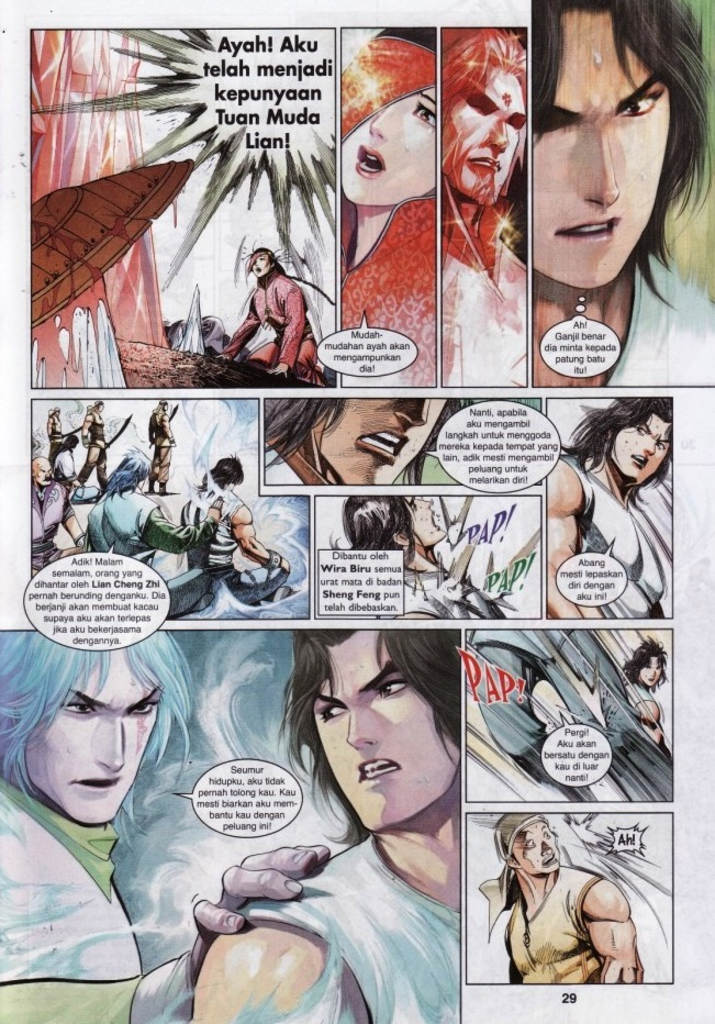 Ayah! Aku
telah menjadi
kepunyaan
Tuan Muda
Lian!
Mudah-
mudahan ayah akan
mengampunkan
dia!
Ah!
Ganjil benar
dia minta kepada
patung batu
itu!
Adik! Malam
semalam, orang yang
dihantar oleh Lian Cheng Zhi
pernah berunding denganku. Dia
berjanji akan membuat kacau
supaya aku akan terlepas
jika aku bekerjasama
dengannya.
Nanti, apabila
aku mengambil
langkah untuk menggoda
mereka kepada tempat yang
lain, adik mesti mengambil
peluang untuk
melarikan diri!
Dibantu oleh
Wira Biru semua
urat mata di badan
Sheng Feng pun
telah dibebaskan.
PAP!
PAP!
Abang
mesti lepaskan
diri dengan
aku ini!
Seumur
hidupku, aku tidak
pernah tolong kau. Kau
mesti biarkan aku mem-
bantu kau dengan
peluang ini!
PAP!
Pergi!
Aku akan
bersatu dengan
kau di luar
nanti!
Ah!
29